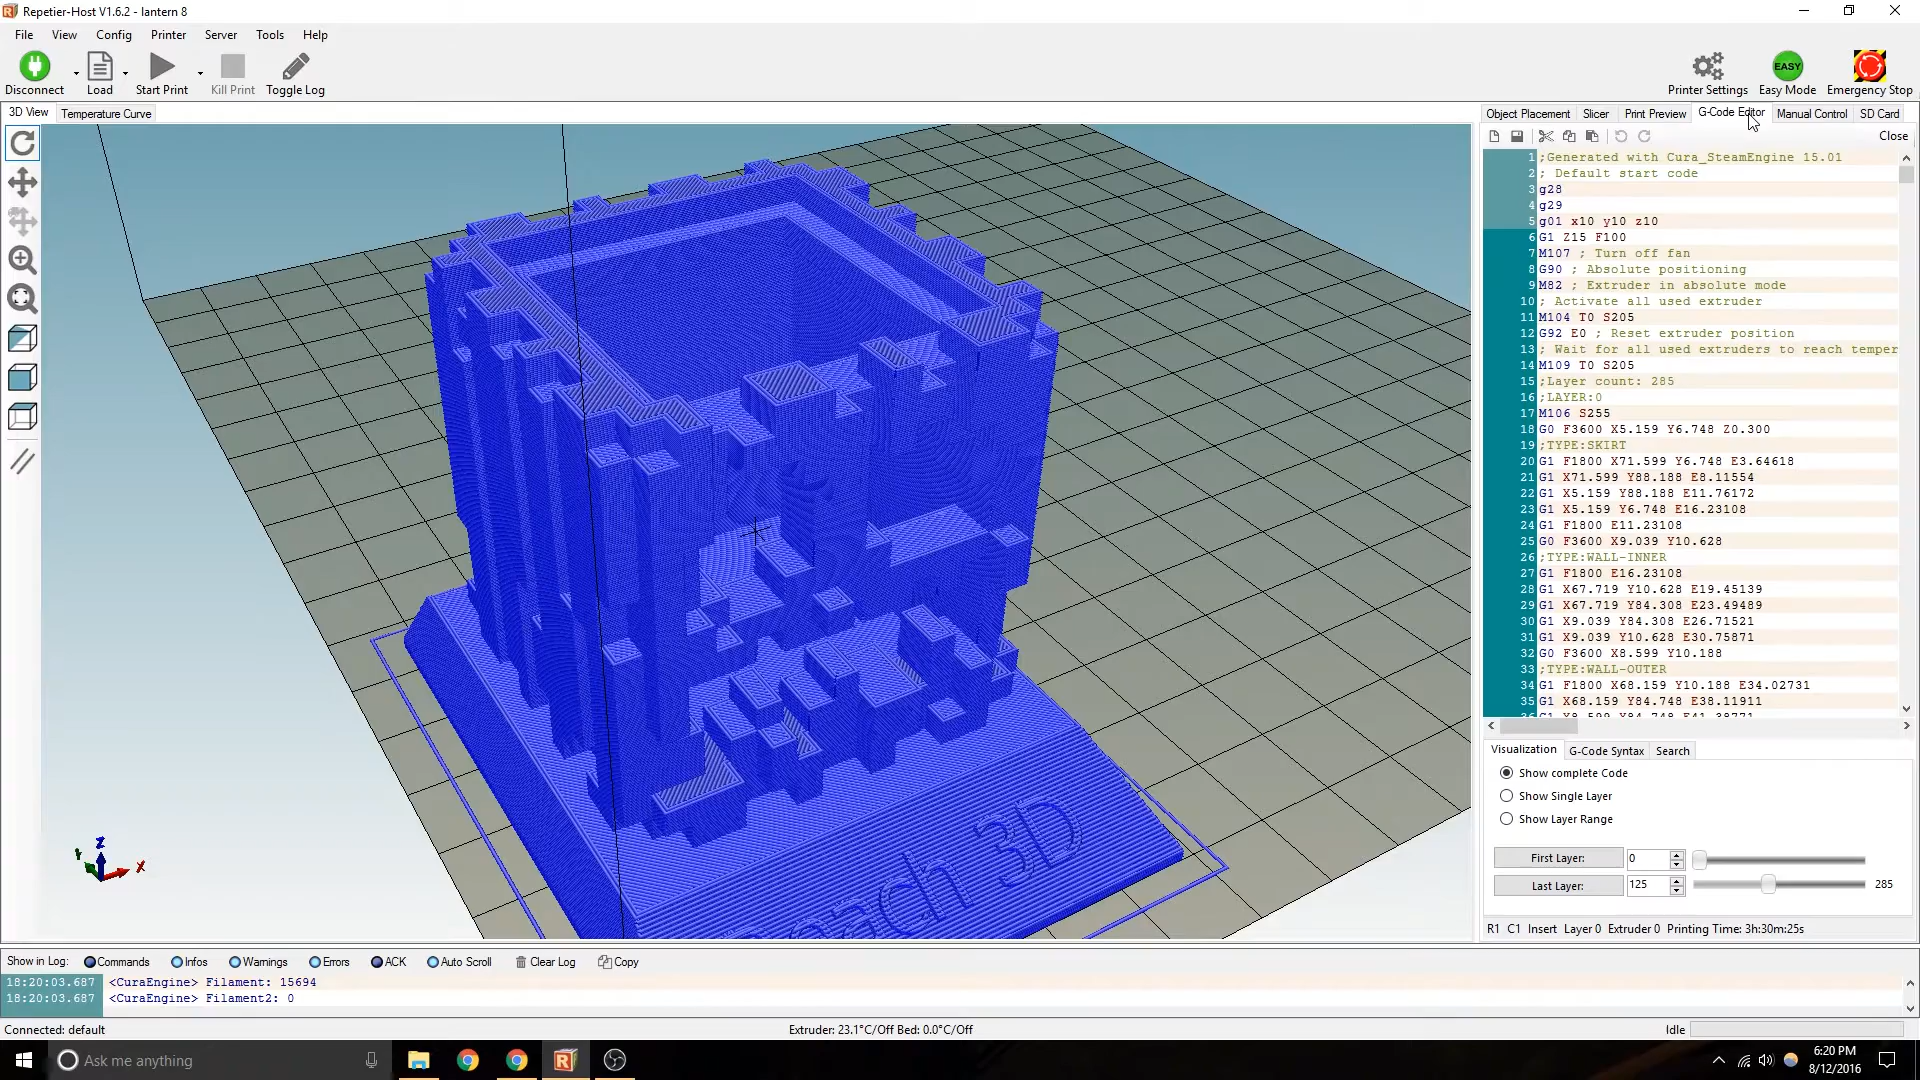 Repetier-Host V1.6.2 - lantern 8
File View Config Printer Server Tools Help
Disconnect Load Start Print Kill Print Toggle Log
Printer Settings EASY Easy Mode Emergency Stop
3D View Temperature Curve
Object Placement Slicer Print Preview G-Code Editor Manual Control SD Card
Close
1 ;Generated with Cura_SteamEngine 15.01
2 ; Default start code
3 g28
4 g29
5 g01 x10 y10 z10
6 G1 Z15 F100
7 M107 ; Turn off fan
8 G90 ; Absolute positioning
9 M82 ; Extruder in absolute mode
10 ; Activate all used extruder
11 M104 T0 S205
12 G92 E0 ; Reset extruder position
13 ; Wait for all used extruders to reach temper
14 M109 T0 S205
15 ;Layer count: 285
16 ;LAYER:0
17 M106 S255
18 G0 F3600 X5.159 Y6.748 Z0.300
19 ;TYPE:SKIRT
20 G1 F1800 X71.599 Y6.748 E3.64618
21 G1 X71.599 Y88.188 E8.11554
22 G1 X5.159 Y88.188 E11.76172
23 G1 X5.159 Y6.748 E16.23108
24 G1 F1800 E11.23108
25 G0 F3600 X9.039 Y10.628
26 ;TYPE:WALL-INNER
27 G1 F1800 E16.23108
28 G1 X67.719 Y10.628 E19.45139
29 G1 X67.719 Y84.308 E23.49489
30 G1 X9.039 Y84.308 E26.71521
31 G1 X9.039 Y10.628 E30.75871
32 G0 F3600 X8.599 Y10.188
33 ;TYPE:WALL-OUTER
34 G1 F1800 X68.159 Y10.188 E34.02731
35 G1 X68.159 Y84.748 E38.11911
36 G1 X8.599 Y84.748 E41.38771
3D
Z
Y
X
Visualization G-Code Syntax Search
Show complete Code
Show Single Layer
Show Layer Range
First Layer: 0
Last Layer: 125 285
R1 C1 Insert Layer 0 Extruder 0 Printing Time: 3h:30m:25s
Show in Log: Commands Infos Warnings Errors ACK Auto Scroll Clear Log Copy
18:20:03.687 <CuraEngine> Filament: 15694
18:20:03.687 <CuraEngine> Filament2: 0
Connected: default Extruder: 23.1°C/Off Bed: 0.0°C/Off Idle
Ask me anything
6:20 PM
8/12/2016